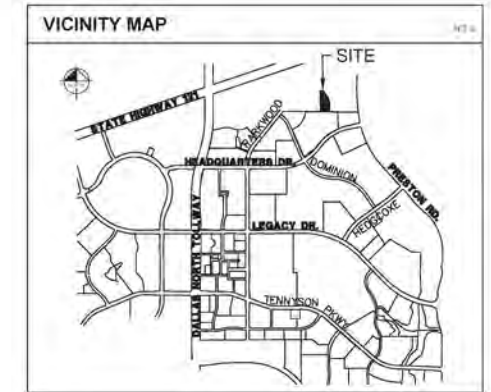 VICINITY MAP
N.T.S.
SITE
STATE HIGHWAY 121
PARKWOOD
HEADQUARTERS DR.
DOMINION
PRESTON RD.
HEDGCOXE
LEGACY DR.
DALLAS NORTH TOLLWAY
TENNYSON PKWY